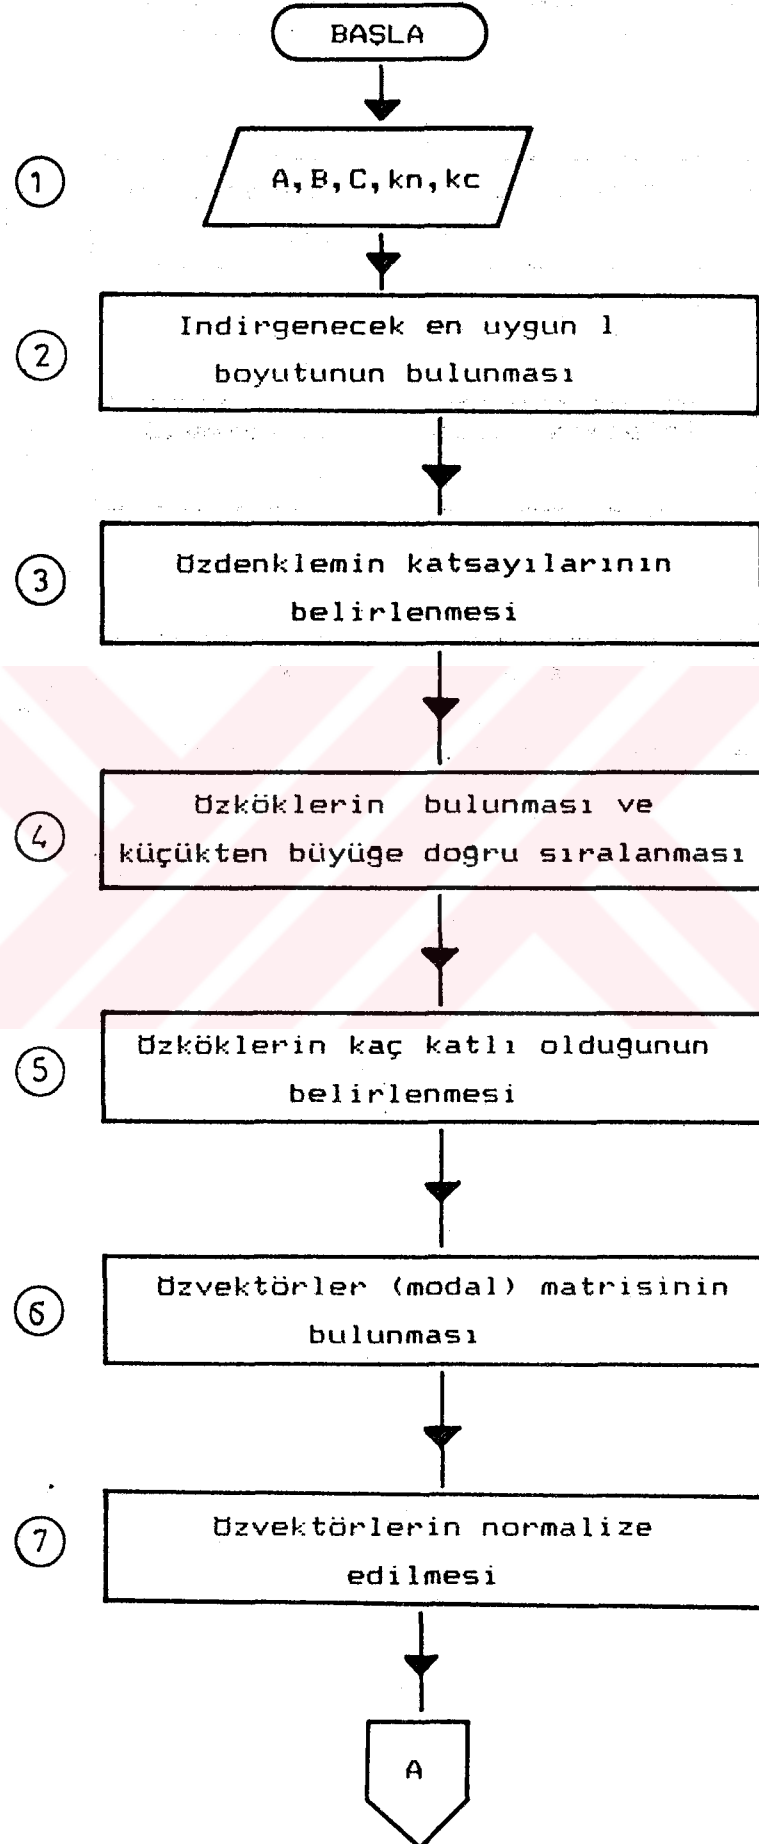 BAŞLA
1
A,B,C,kn,kc
2
Indirgenecek en uygun l
boyutunun bulunması
3
Özdenklemin katsayılarının
belirlenmesi
4
Özköklerin bulunması ve
küçükten büyüğe doğru sıralanması
5
Özköklerin kaç katlı olduğunun
belirlenmesi
6
Özvektörler (modal) matrisinin
bulunması
7
Özvektörlerin normalize
edilmesi
A